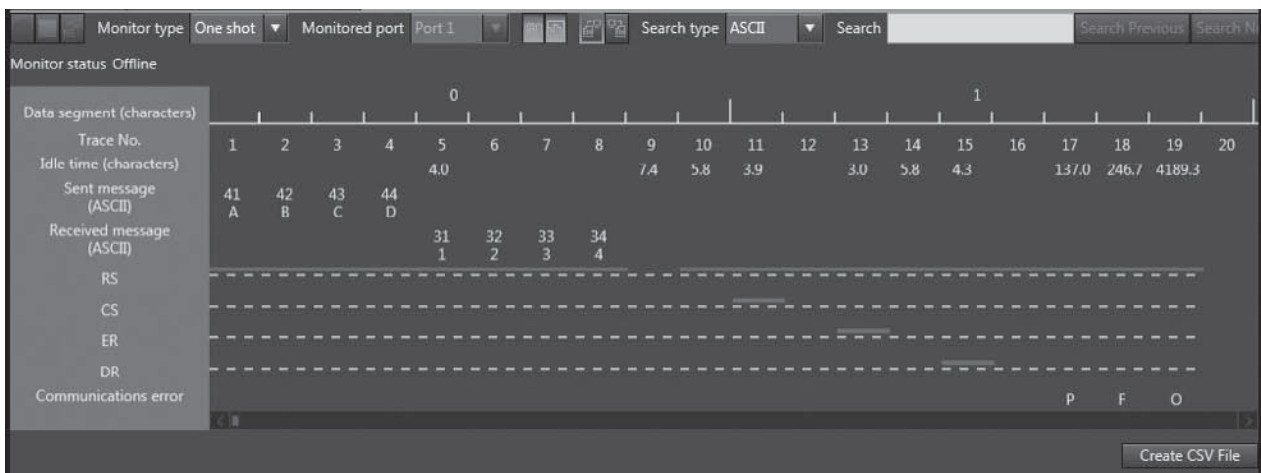 Monitor type One shot Monitored port Port 1 Search type ASCII Search Search Previous
Monitor status Offline
0 1
Data segment (characters)
Trace No. 1 2 3 4 5 6 7 8 9 10 11 12 13 14 15 16 17 18 19 20
Idle time (characters) 4.0 7.4 5.8 3.9 3.0 5.8 4.3 137.0 246.7 4189.3
Sent message 41 42 43 44
(ASCII) A B C D
Received message 31 32 33 34
(ASCII) 1 2 3 4
RS
CS
ER
DR
Communications error P F O
Create CSV File